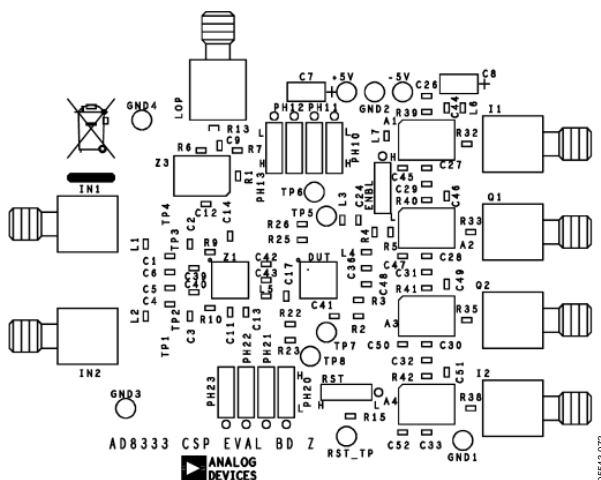 C7
+5V
-5V
C8
C26
LOP
GND4
PH12 PH11
GND2
R39
C44
L6
I1
A1
R13
C9
R6
R7
L
L
PH10
L7
R32
Z3
H
H
H
C27
C45
R1
PH13
TP6
ENBL
C29
R40
C46
Q1
IN1
TP4
C12
C14
TP5
L3
C24
R33
TP3
C2
R26
R4
R5
A2
L1
R9
R25
L4
C28
C1
Z1
C42
DUT
C36
C47
C31
C6
C39
C43
C17
C48
R41
C49
Q2
C5
C40
L5
R3
C4
C41
A3
R35
L2
TP2
C3
R10
C11
C13
R22
R2
TP1
PH22
PH21
R23
TP7
C50
C30
IN2
TP8
C32
C51
I2
PH23
H
RST
R42
GND3
PH20
L
H
L
A4
R38
R15
AD8333 CSP EVAL BD Z
RST_TP
C52
C33
GND1
ANALOG
DEVICES